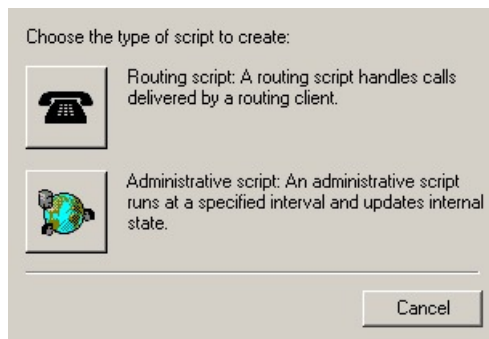 Choose the type of script to create:
Routing script: A routing script handles calls
delivered by a routing client.
Administrative script: An administrative script
runs at a specified interval and updates internal
state.
Cancel